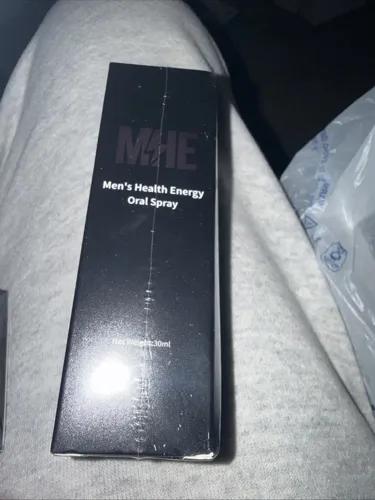 MHE
Men's Health Energy
Oral Spray
Net Weight:30ml